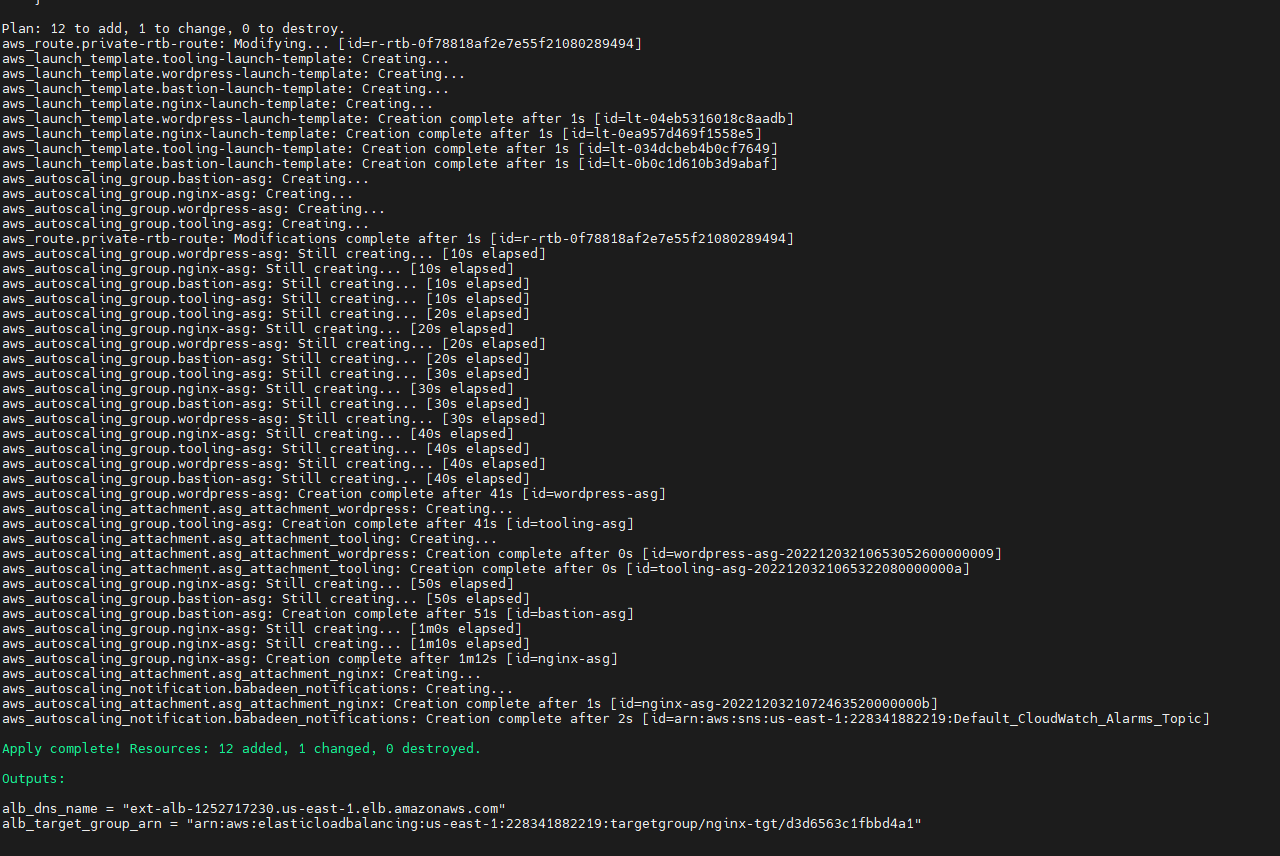 }
Plan: 12 to add, 1 to change, 0 to destroy.
aws_route.private-rtb-route: Modifying... [id=r-rtb-0f78818af2e7e55f21080289494]
aws_launch_template.tooling-launch-template: Creating...
aws_launch_template.wordpress-launch-template: Creating...
aws_launch_template.bastion-launch-template: Creating...
aws_launch_template.nginx-launch-template: Creating...
aws_launch_template.wordpress-launch-template: Creation complete after 1s [id=lt-04eb5316018c8aadb]
aws_launch_template.nginx-launch-template: Creation complete after 1s [id=lt-0ea957d469f1558e5]
aws_launch_template.tooling-launch-template: Creation complete after 1s [id=lt-034dcbeb4b0cf7649]
aws_launch_template.bastion-launch-template: Creation complete after 1s [id=lt-0b0c1d610b3d9abaf]
aws_autoscaling_group.bastion-asg: Creating...
aws_autoscaling_group.nginx-asg: Creating...
aws_autoscaling_group.wordpress-asg: Creating...
aws_autoscaling_group.tooling-asg: Creating...
aws_route.private-rtb-route: Modifications complete after 1s [id=r-rtb-0f78818af2e7e55f21080289494]
aws_autoscaling_group.wordpress-asg: Still creating... [10s elapsed]
aws_autoscaling_group.nginx-asg: Still creating... [10s elapsed]
aws_autoscaling_group.bastion-asg: Still creating... [10s elapsed]
aws_autoscaling_group.tooling-asg: Still creating... [10s elapsed]
aws_autoscaling_group.tooling-asg: Still creating... [20s elapsed]
aws_autoscaling_group.nginx-asg: Still creating... [20s elapsed]
aws_autoscaling_group.wordpress-asg: Still creating... [20s elapsed]
aws_autoscaling_group.bastion-asg: Still creating... [20s elapsed]
aws_autoscaling_group.tooling-asg: Still creating... [30s elapsed]
aws_autoscaling_group.nginx-asg: Still creating... [30s elapsed]
aws_autoscaling_group.bastion-asg: Still creating... [30s elapsed]
aws_autoscaling_group.wordpress-asg: Still creating... [30s elapsed]
aws_autoscaling_group.nginx-asg: Still creating... [40s elapsed]
aws_autoscaling_group.tooling-asg: Still creating... [40s elapsed]
aws_autoscaling_group.wordpress-asg: Still creating... [40s elapsed]
aws_autoscaling_group.bastion-asg: Still creating... [40s elapsed]
aws_autoscaling_group.wordpress-asg: Creation complete after 41s [id=wordpress-asg]
aws_autoscaling_attachment.asg_attachment_wordpress: Creating...
aws_autoscaling_group.tooling-asg: Creation complete after 41s [id=tooling-asg]
aws_autoscaling_attachment.asg_attachment_tooling: Creating...
aws_autoscaling_attachment.asg_attachment_wordpress: Creation complete after 0s [id=wordpress-asg-20221203210653052600000009]
aws_autoscaling_attachment.asg_attachment_tooling: Creation complete after 0s [id=tooling-asg-2022120321065322080000000a]
aws_autoscaling_group.nginx-asg: Still creating... [50s elapsed]
aws_autoscaling_group.bastion-asg: Still creating... [50s elapsed]
aws_autoscaling_group.bastion-asg: Creation complete after 51s [id=bastion-asg]
aws_autoscaling_group.nginx-asg: Still creating... [1m0s elapsed]
aws_autoscaling_group.nginx-asg: Still creating... [1m10s elapsed]
aws_autoscaling_group.nginx-asg: Creation complete after 1m12s [id=nginx-asg]
aws_autoscaling_attachment.asg_attachment_nginx: Creating...
aws_autoscaling_notification.babadeen_notifications: Creating...
aws_autoscaling_attachment.asg_attachment_nginx: Creation complete after 1s [id=nginx-asg-2022120321072463520000000b]
aws_autoscaling_notification.babadeen_notifications: Creation complete after 2s [id=arn:aws:sns:us-east-1:228341882219:Default_CloudWatch_Alarms_Topic]
Apply complete! Resources: 12 added, 1 changed, 0 destroyed.
Outputs:
alb_dns_name = "ext-alb-1252717230.us-east-1.elb.amazonaws.com"
alb_target_group_arn = "arn:aws:elasticloadbalancing:us-east-1:228341882219:targetgroup/nginx-tgt/d3d6563c1fbbd4a1"